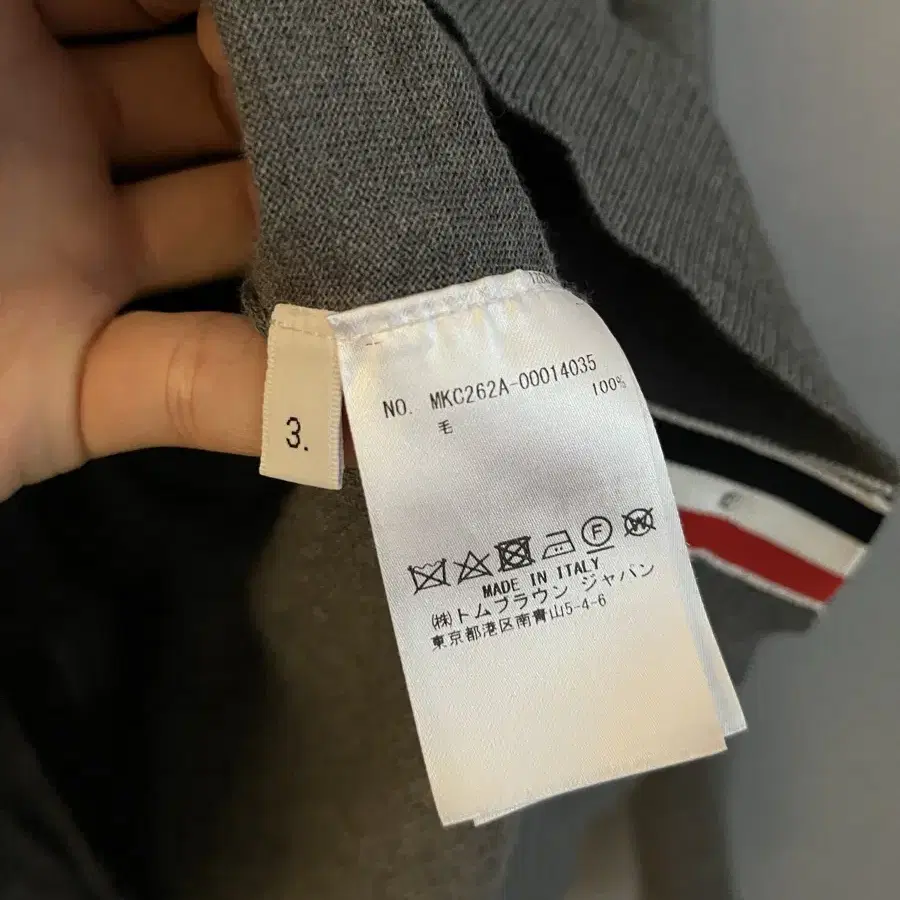 3.
NO. MKC262A-00014035
毛 100%
MADE IN ITALY
㈱トムブラウン ジャパン
東京都港区南青山5-4-6